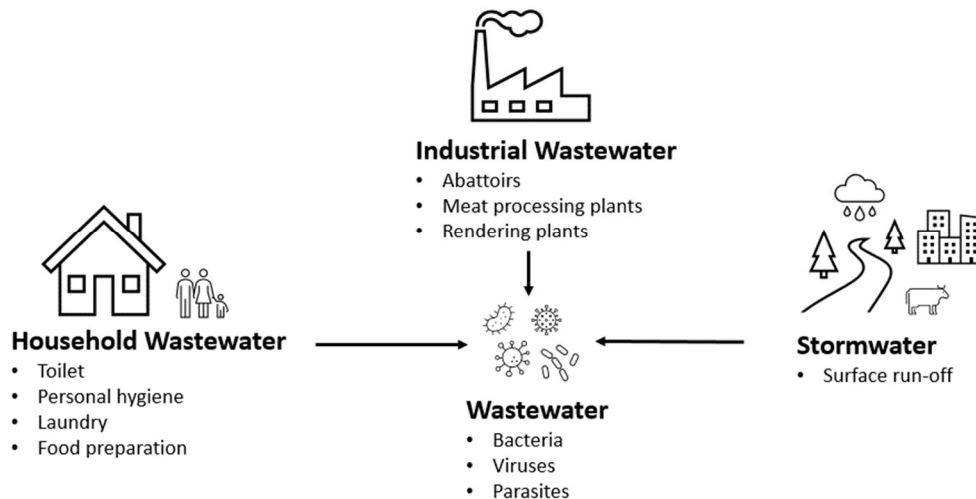 Industrial Wastewater
• Abattoirs
• Meat processing plants
• Rendering plants
Household Wastewater
• Toilet
• Personal hygiene
• Laundry
• Food preparation
Stormwater
• Surface run-off
Wastewater
• Bacteria
• Viruses
• Parasites